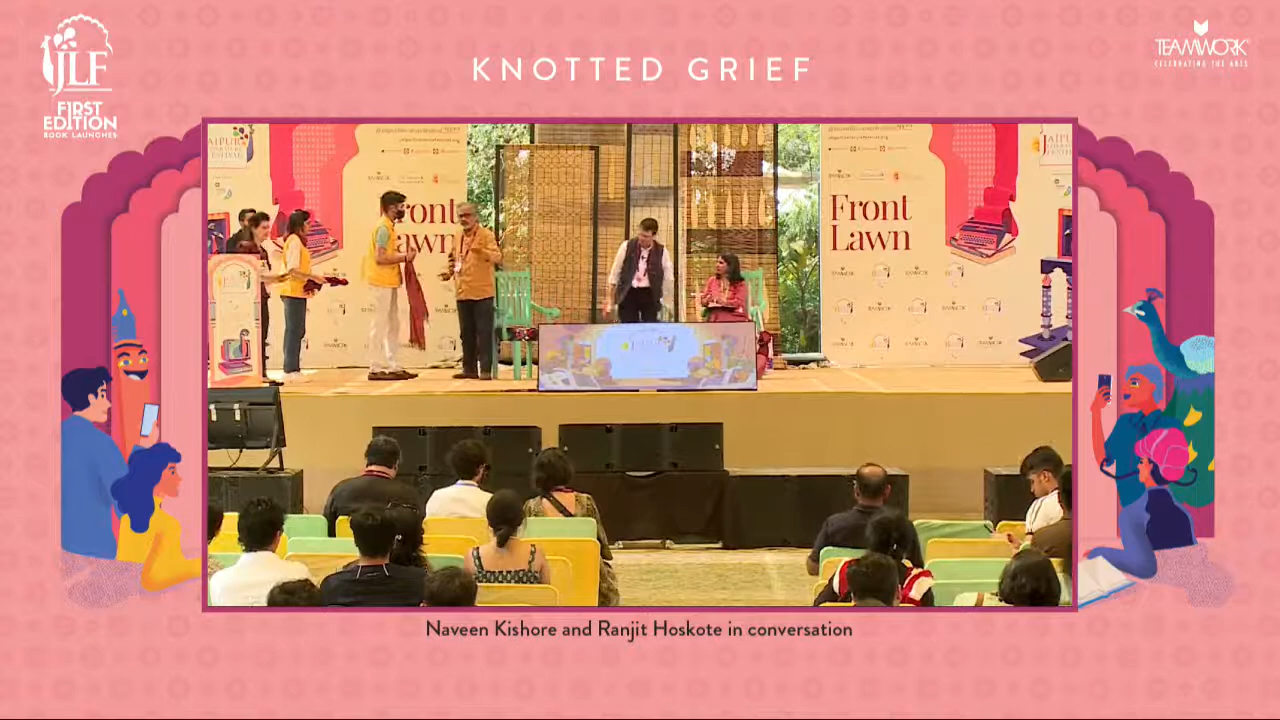 JLF
FIRST
EDITION
BOOK LAUNCHES
KNOTTED GRIEF
TEAMWORK
CELEBRATING THE ARTS
Front
Lawn
Front
Lawn
Naveen Kishore and Ranjit Hoskote in conversation